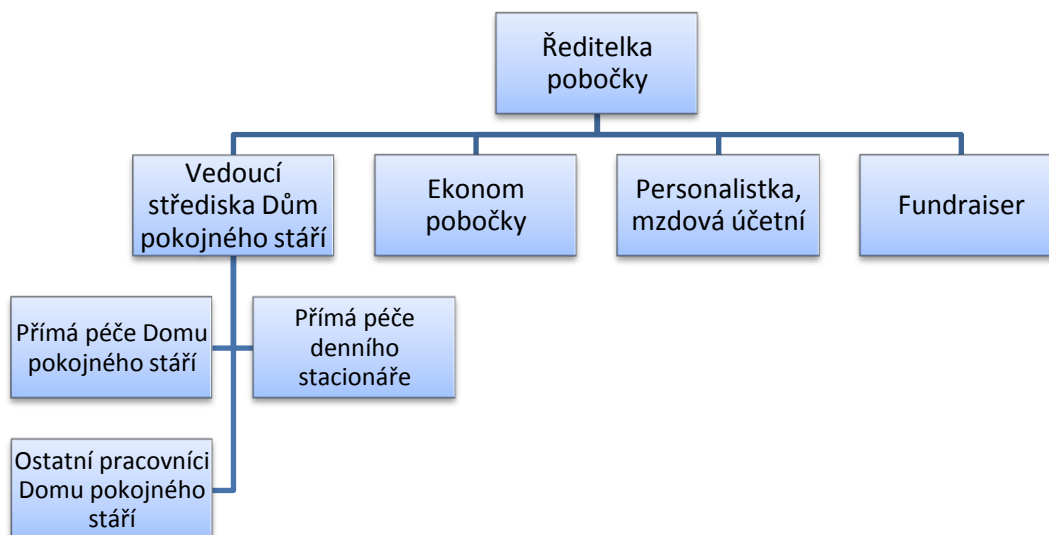 Ředitelka
pobočky
Vedoucí
střediska Dům
pokojného stáří
Ekonom
pobočky
Personalistka,
mzdová účetní
Fundraiser
Přímá péče Domu
pokojného stáří
Přímá péče
denního
stacionáře
Ostatní pracovníci
Domu pokojného
stáří